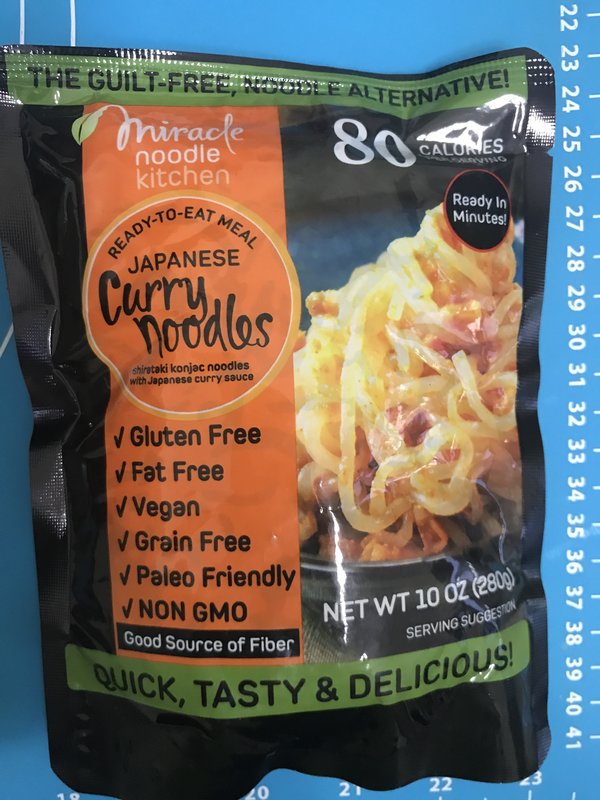 THE GUILT-FREE, NOODLE ALTERNATIVE!
miracle
noodle
kitchen
80 CALORIES
PER SERVING
Ready In
Minutes!
READY-TO-EAT MEAL
JAPANESE
Curry
noodles
shirataki konjac noodles
with Japanese curry sauce
√ Gluten Free
√ Fat Free
√ Vegan
√ Grain Free
√ Paleo Friendly
√ NON GMO
Good Source of Fiber
NET WT 10 OZ (280g)
SERVING SUGGESTION
QUICK, TASTY & DELICIOUS!
22
23
24
25
26
27
28
29
30
31
32
33
34
35
36
37
38
39
40
41
18
20
21
22
23